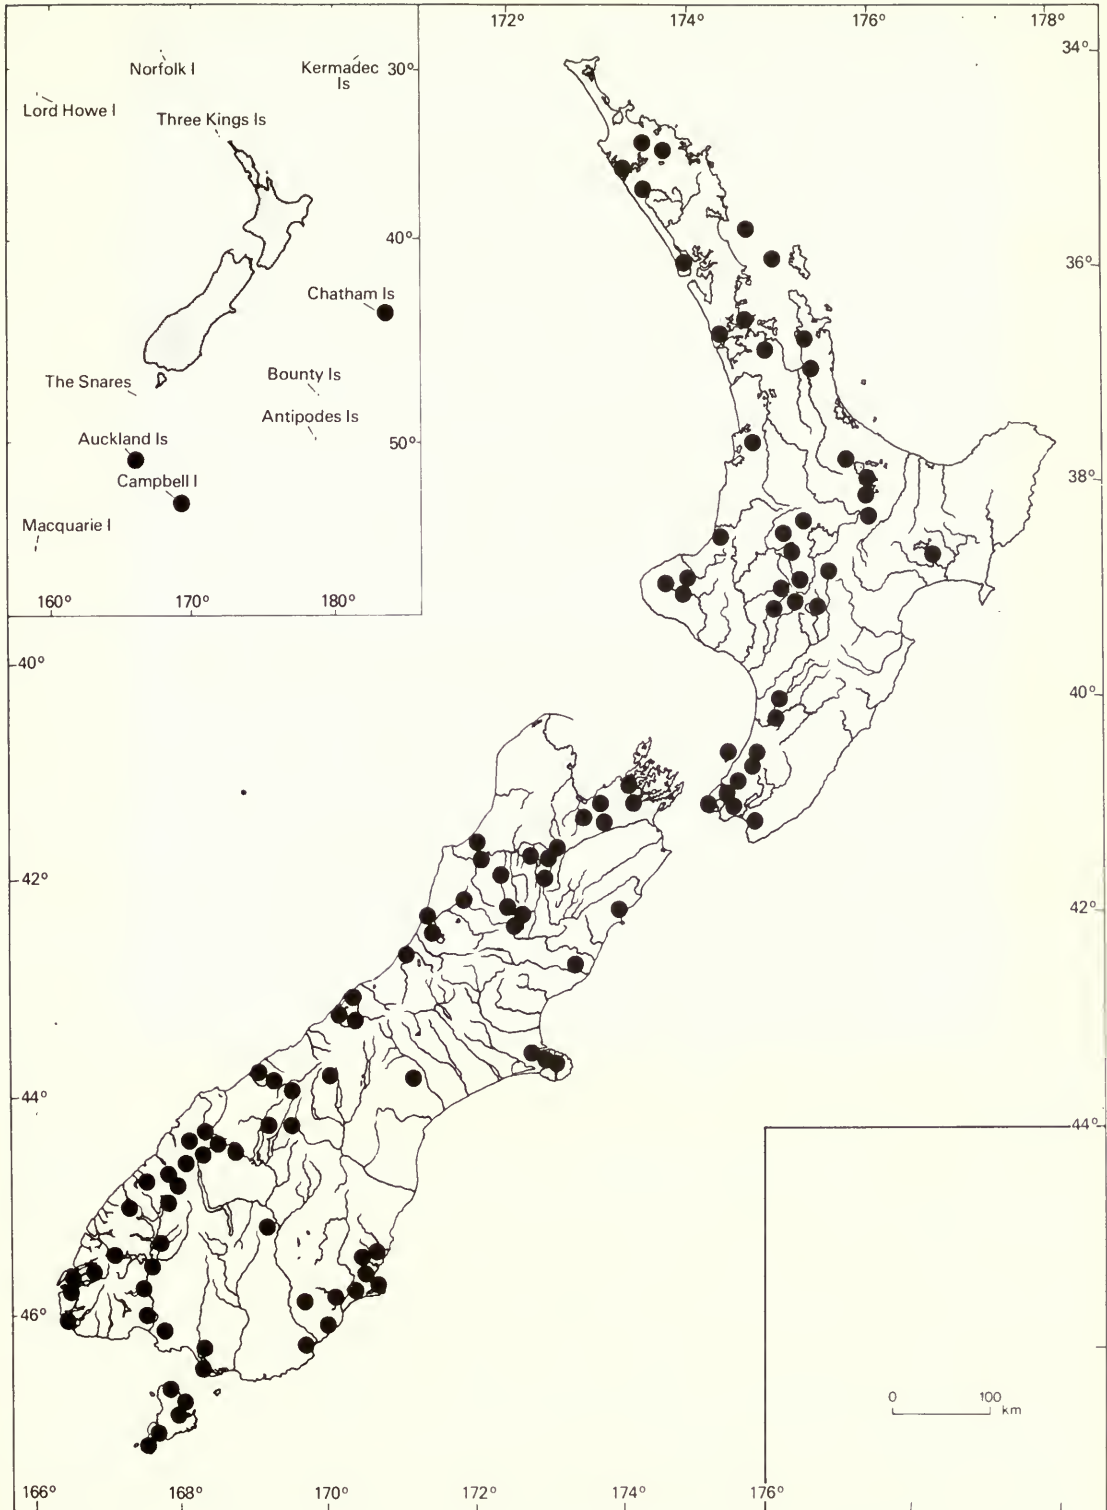 172° 174° 176° 178°
34°
Norfolk I
Kermadec Is
30°
Lord Howe I
Three Kings Is
40°
36°
Chatham Is
The Snares
Bounty Is
Antipodes Is
Auckland Is
50°
Campbell I
38°
Macquarie I
160° 170° 180°
40°
40°
42°
42°
44°
44°
46°
0 100
km
166° 168° 170° 172° 174° 176°